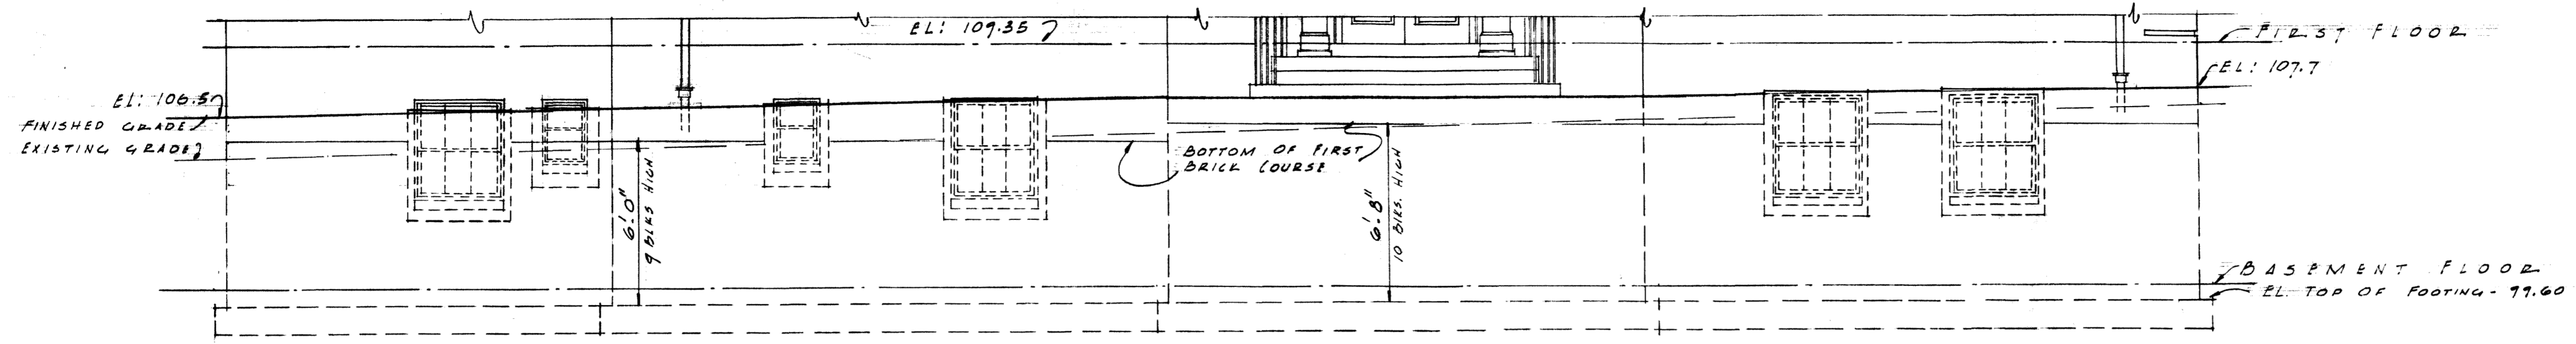 EL: 109.35
FIRST FLOOR
EL: 107.7
EL: 106.5
FINISHED GRADE
EXISTING GRADE
BOTTOM OF FIRST
BRICK COURSE
6'-0"
9 BLKS HIGH
6'-8"
10 BLKS. HIGH
BASEMENT FLOOR
EL. TOP OF FOOTING - 99.60